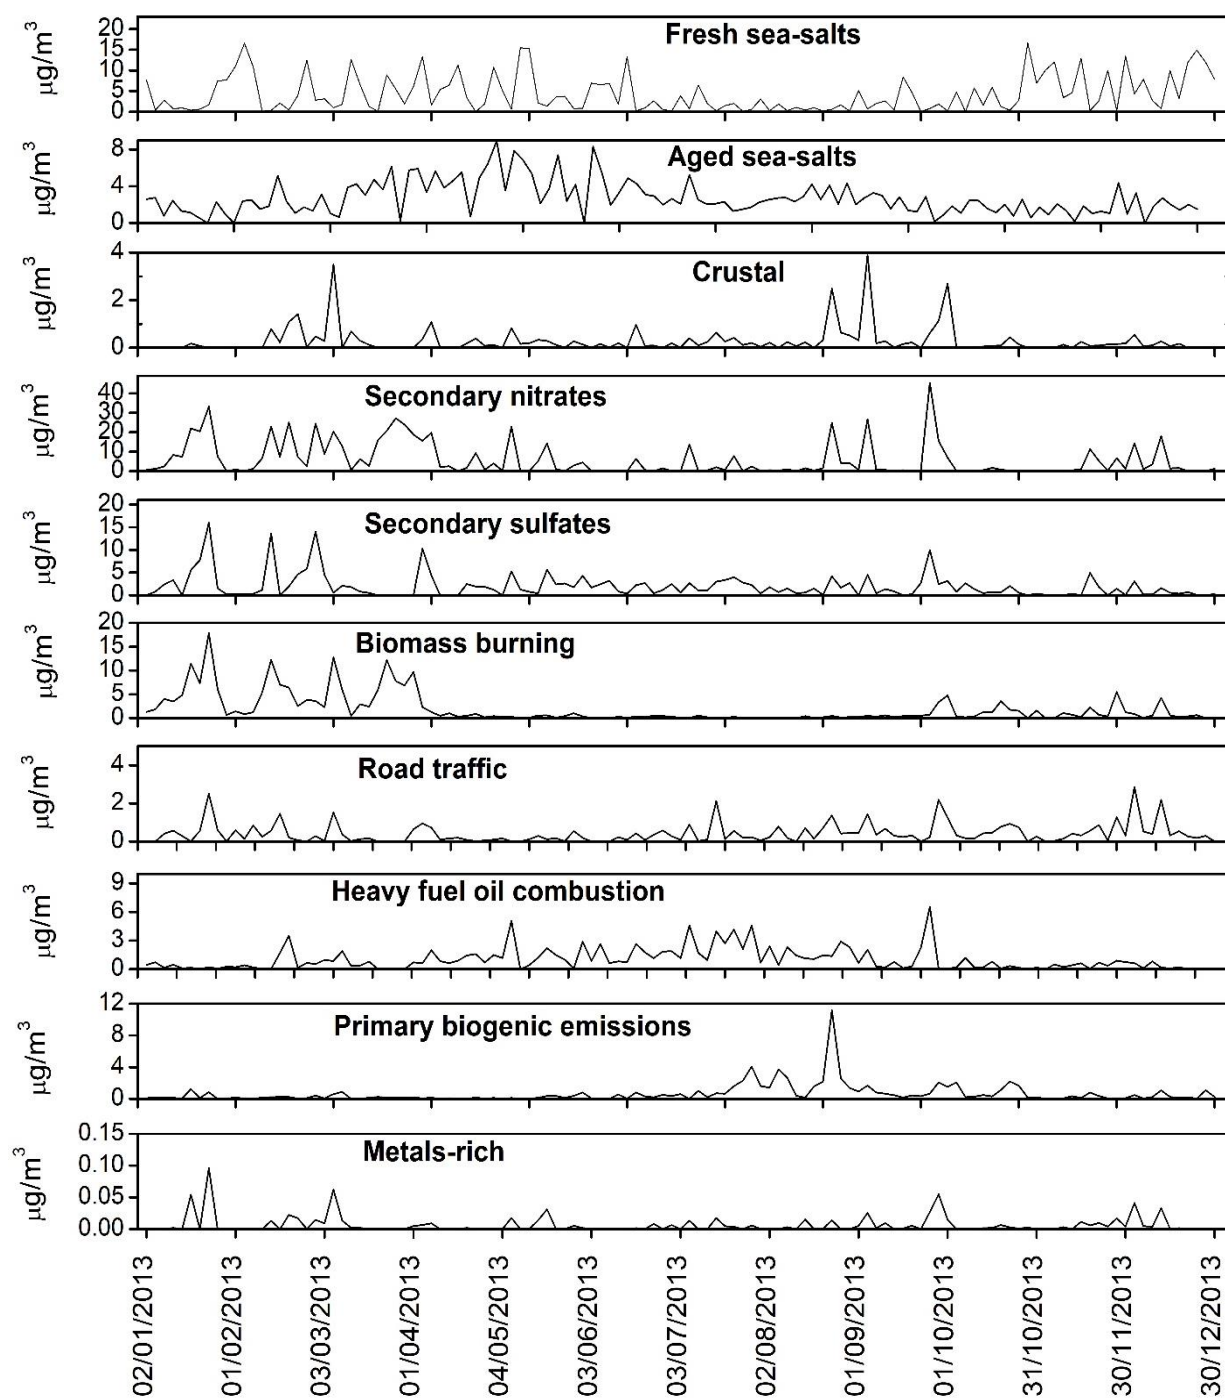 Fresh sea-salts
μg/m³
20
15
10
5
0
Aged sea-salts
μg/m³
8
4
0
Crustal
μg/m³
4
2
0
Secondary nitrates
μg/m³
40
30
20
10
0
Secondary sulfates
μg/m³
20
15
10
5
0
Biomass burning
μg/m³
20
15
10
5
0
Road traffic
μg/m³
4
2
0
Heavy fuel oil combustion
μg/m³
9
6
3
0
Primary biogenic emissions
μg/m³
12
8
4
0
Metals-rich
μg/m³
0.15
0.10
0.05
0.00
02/01/2013
01/02/2013
03/03/2013
01/04/2013
04/05/2013
03/06/2013
03/07/2013
02/08/2013
01/09/2013
01/10/2013
31/10/2013
30/11/2013
30/12/2013